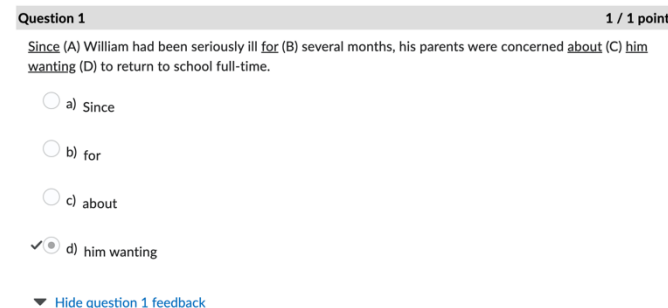 Question 1
1 / 1 point
Since (A) William had been seriously ill for (B) several months, his parents were concerned about (C) him
wanting (D) to return to school full-time.
a) Since
b) for
c) about
d) him wanting
Hide question 1 feedback